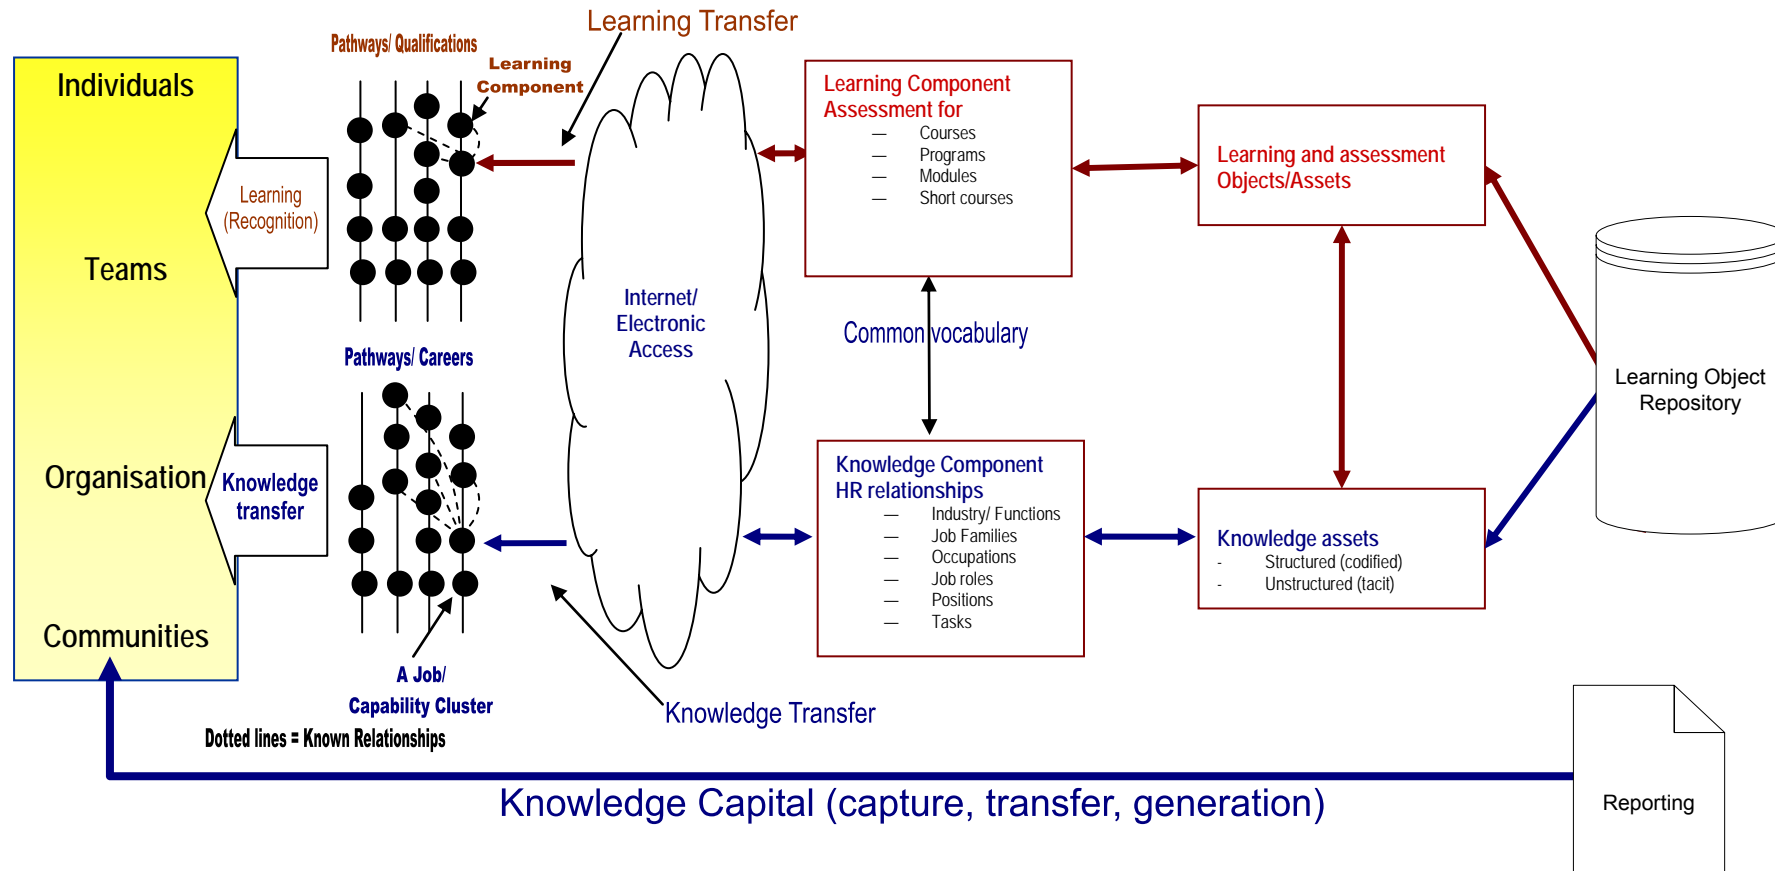 Learning Transfer
Pathways/ Qualifications
Learning
Component
Individuals
Teams
Organisation
Communities
Learning
(Recognition)
Knowledge
transfer
Pathways/ Careers
A Job/
Capability Cluster
Dotted lines = Known Relationships
Internet/
Electronic
Access
Knowledge Transfer
Learning Component
Assessment for
— Courses
— Programs
— Modules
— Short courses
Common vocabulary
Knowledge Component
HR relationships
— Industry/ Functions
— Job Families
— Occupations
— Job roles
— Positions
— Tasks
Learning and assessment
Objects/Assets
Knowledge assets
- Structured (codified)
- Unstructured (tacit)
Learning Object
Repository
Knowledge Capital (capture, transfer, generation)
Reporting